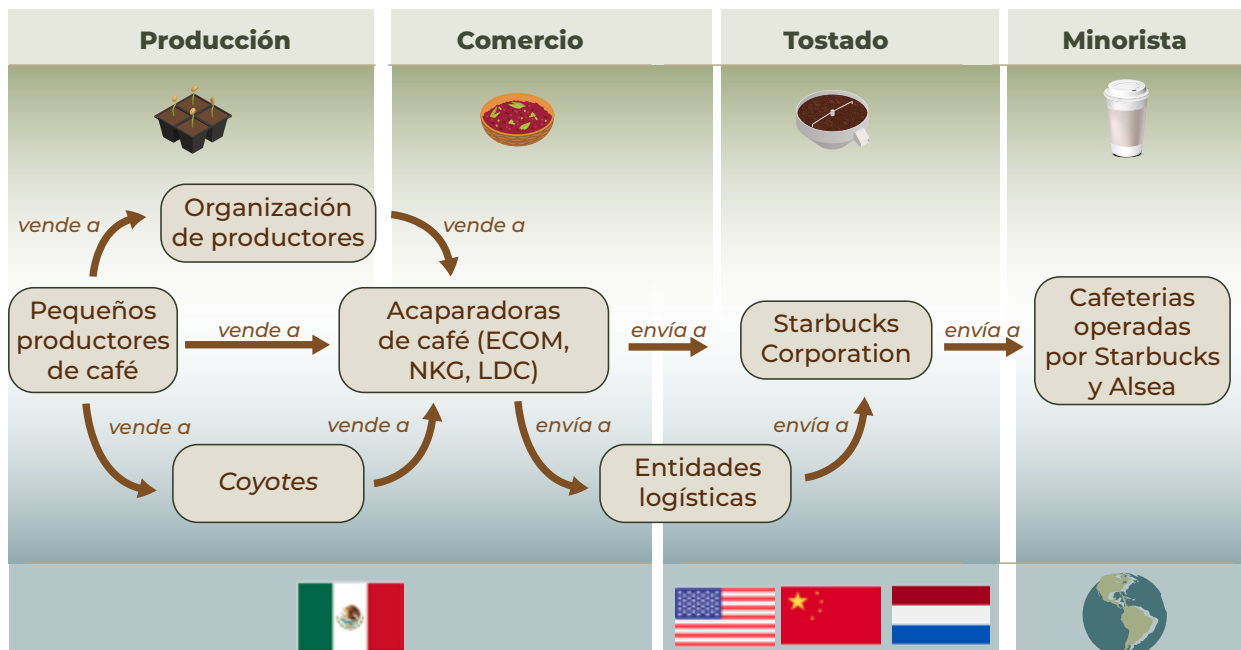 Producción
Comercio
Tostado
Minorista
vende a
Organización
de productores
vende a
Pequeños
productores
de café
vende a
Acaparadoras
de café (ECOM,
NKG, LDC)
envía a
Starbucks
Corporation
envía a
Cafeterias
operadas
por Starbucks
y Alsea
vende a
Coyotes
vende a
envía a
Entidades
logísticas
envía a